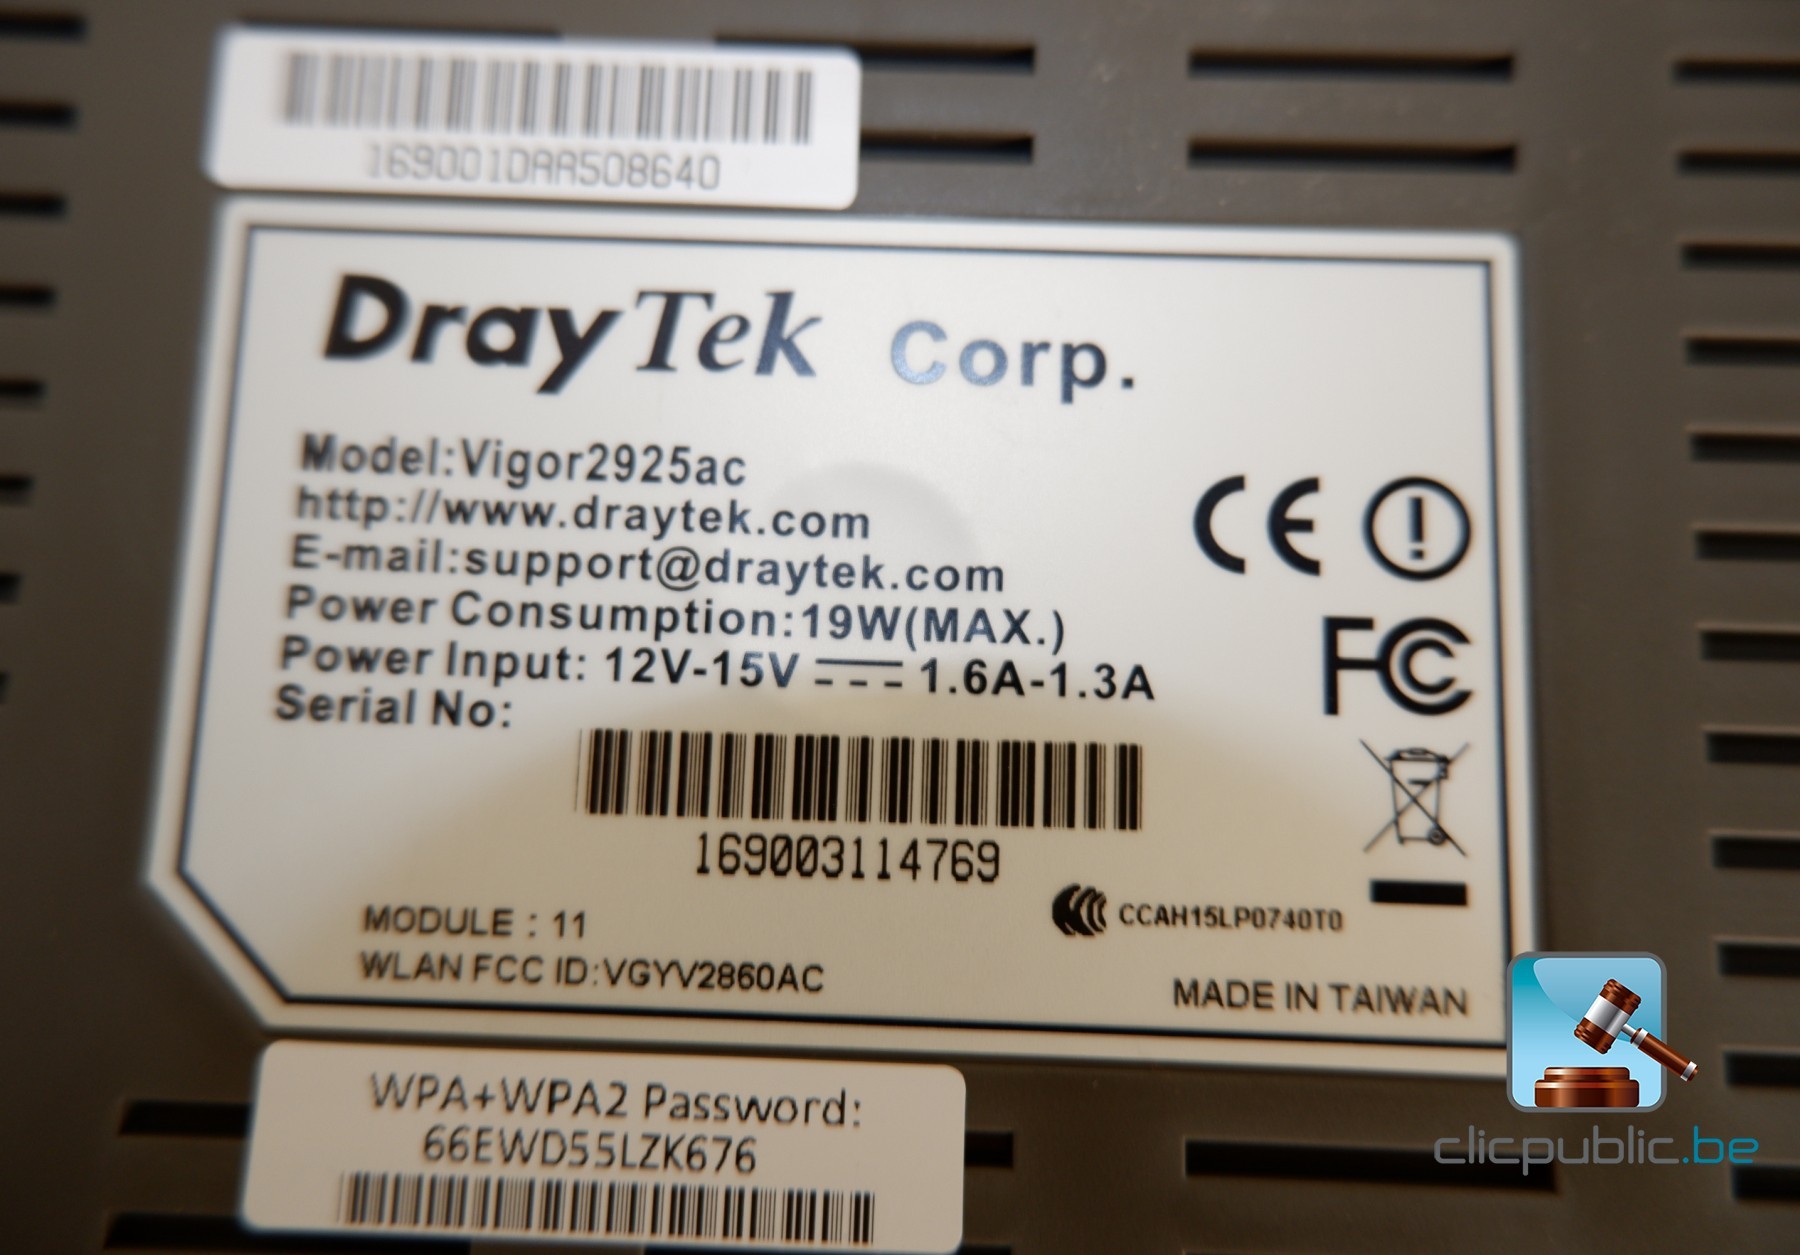 169001DAA508640
DrayTek Corp.
Model:Vigor2925ac
http://www.draytek.com
E-mail:support@draytek.com
Power Consumption:19W(MAX.)
Power Input: 12V-15V 1.6A-1.3A
Serial No:
169003114769
CE
FC
MODULE : 11
CCAH15LP0740T0
WLAN FCC ID:VGYV2860AC
MADE IN TAIWAN
WPA+WPA2 Password:
66EWD55LZK676
clicpublic.be